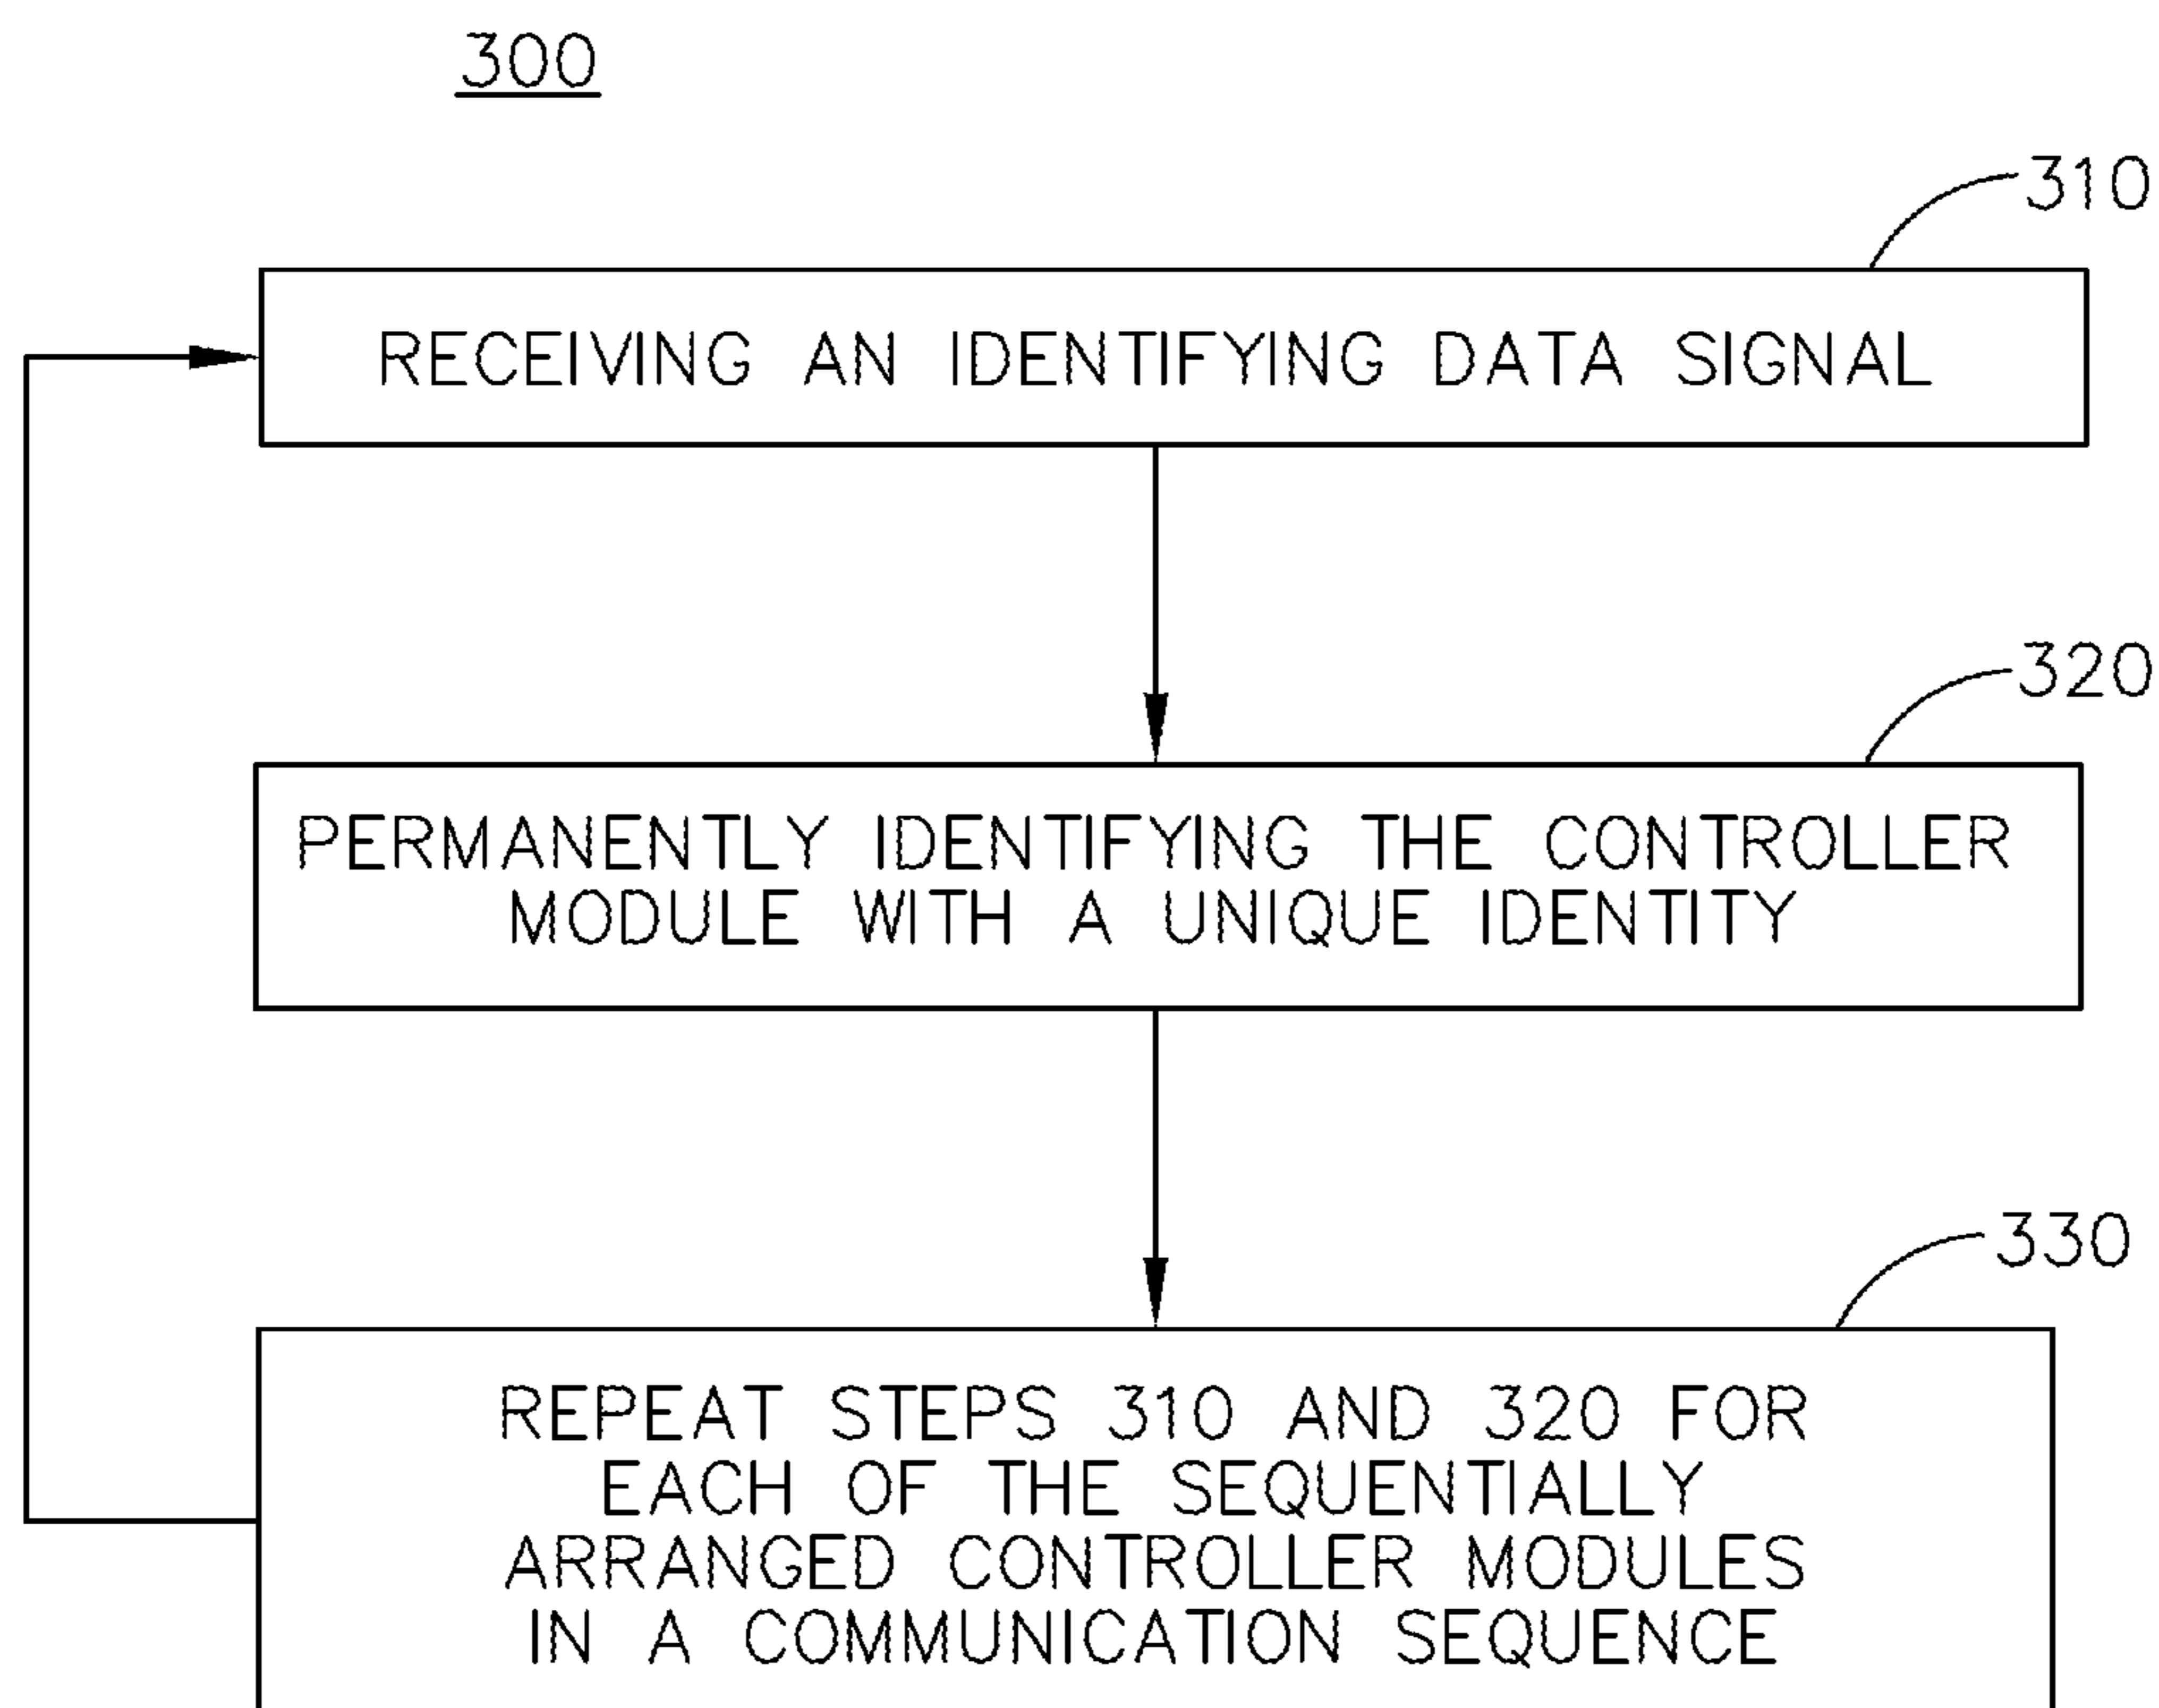 300
310
RECEIVING AN IDENTIFYING DATA SIGNAL
320
PERMANENTLY IDENTIFYING THE CONTROLLER
MODULE WITH A UNIQUE IDENTITY
330
REPEAT STEPS 310 AND 320 FOR
EACH OF THE SEQUENTIALLY
ARRANGED CONTROLLER MODULES
IN A COMMUNICATION SEQUENCE